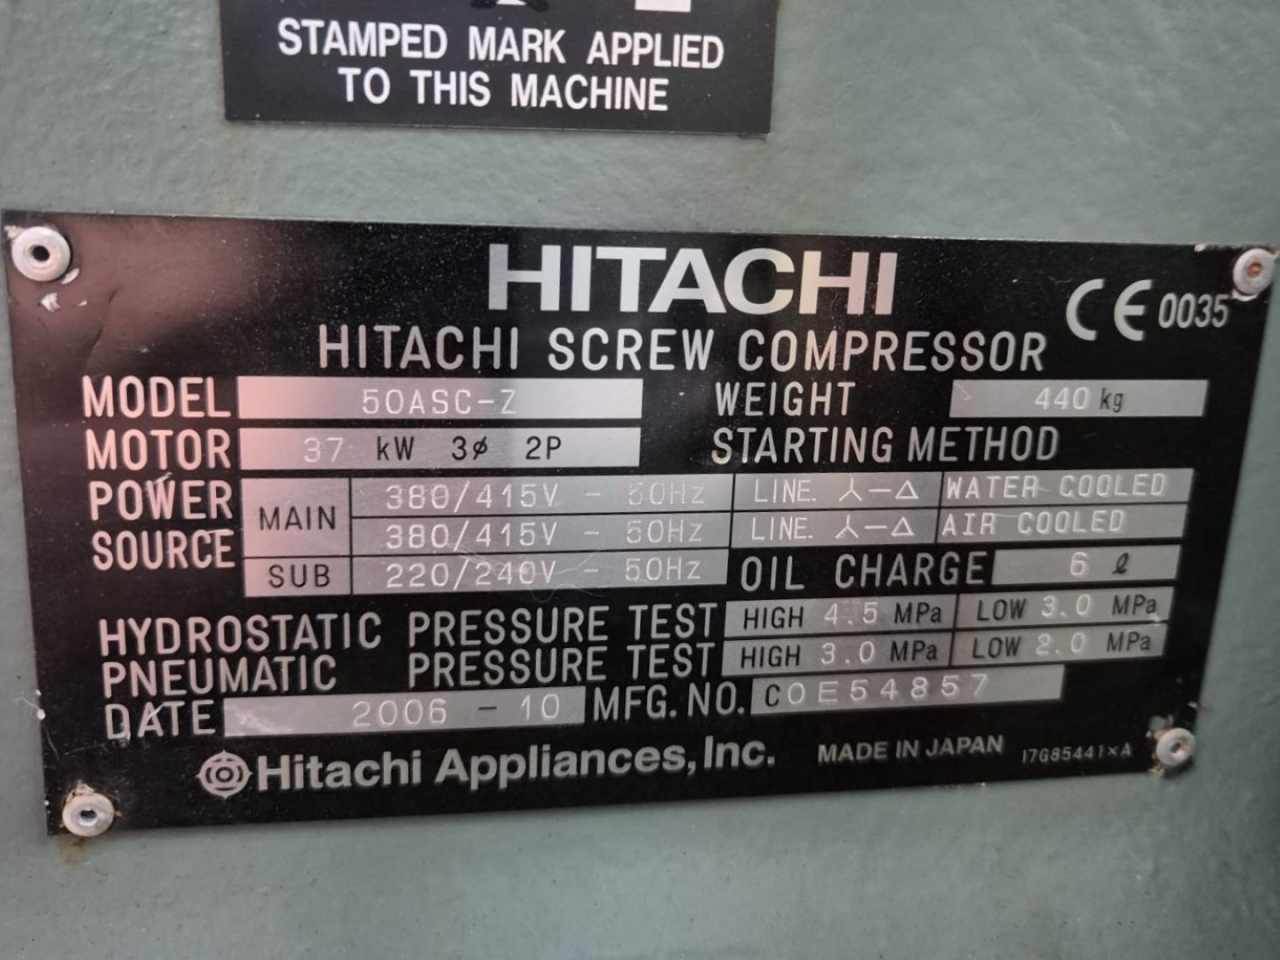 STAMPED MARK APPLIED
TO THIS MACHINE
HITACHI
CE 0035
HITACHI SCREW COMPRESSOR
MODEL 50ASC-Z WEIGHT 440 kg
MOTOR 37 kW 3ø 2P STARTING METHOD
POWER SOURCE MAIN 380/415V - 50Hz LINE. 人-△ WATER COOLED
380/415V - 50Hz LINE. 人-△ AIR COOLED
SUB 220/240V - 50Hz OIL CHARGE 6 ℓ
HYDROSTATIC PRESSURE TEST HIGH 4.5 MPa LOW 3.0 MPa
PNEUMATIC PRESSURE TEST HIGH 3.0 MPa LOW 2.0 MPa
DATE 2006 - 10 MFG. NO. C0E54857
Hitachi Appliances, Inc. MADE IN JAPAN 17G85441×A